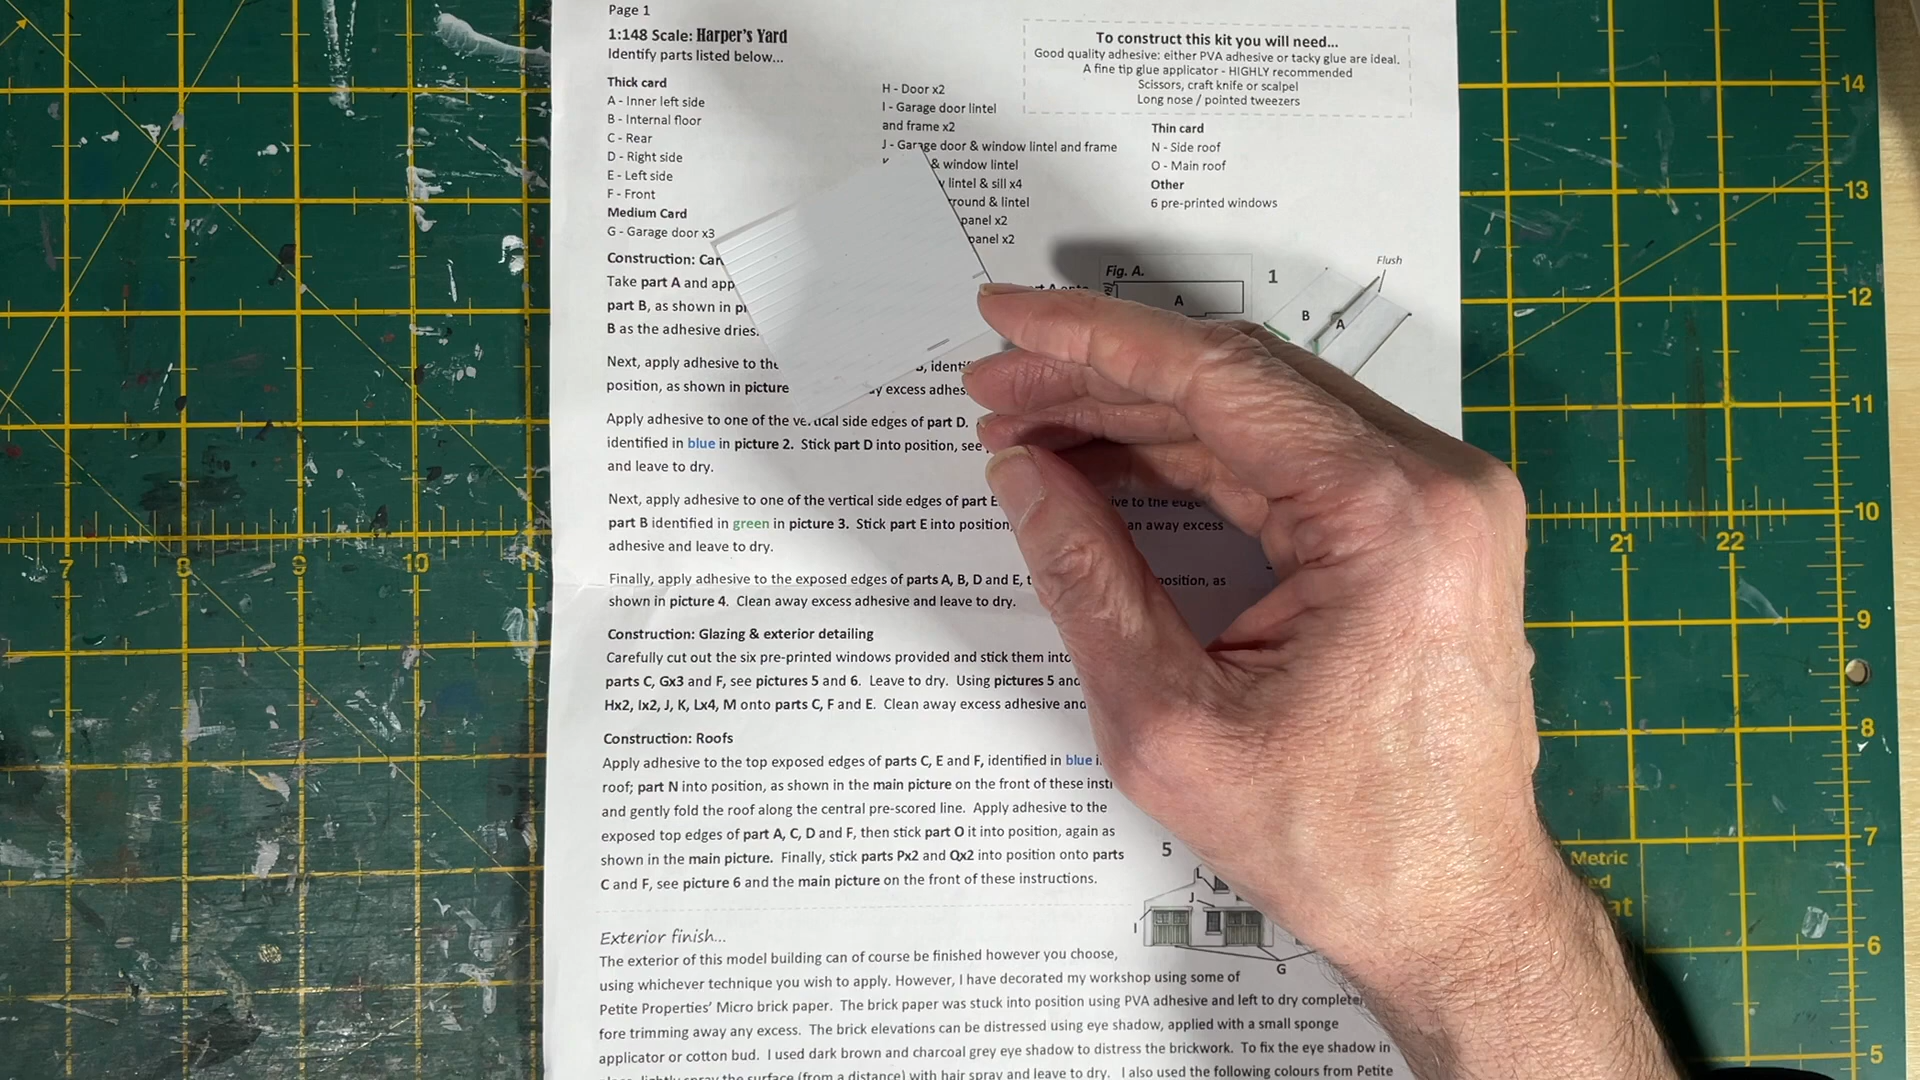 Page 1
1:148 Scale: Harper's Yard
Identify parts listed below...
Thick card
A - Inner left side
B - Internal floor
C - Rear
D - Right side
E - Left side
F - Front
Medium Card
G - Garage door x3
H - Door x2
I - Garage door lintel
and frame x2
J - Garage door & window lintel and frame
& window lintel
lintel & sill x4
& lintel
panel x2
panel x2
To construct this kit you will need...
Good quality adhesive: either PVA adhesive or tacky glue are ideal.
A fine tip glue applicator - HIGHLY recommended
Scissors, craft knife or scalpel
Long nose / pointed tweezers
Thin card
N - Side roof
O - Main roof
Other
6 pre-printed windows
Construction:
Take part A and
part B, as shown in
B as the adhesive dries.
Next, apply adhesive to the
position, as shown in picture
excess
Apply adhesive to one of the vertical side edges of part D.
identified in blue in picture 2. Stick part D into position, see
and leave to dry.
Next, apply adhesive to one of the vertical side edges of part E
part B identified in green in picture 3. Stick part E into position, an away excess
adhesive and leave to dry.
Finally, apply adhesive to the exposed edges of parts A, B, D and E, position, as
shown in picture 4. Clean away excess adhesive and leave to dry.
Construction: Glazing & exterior detailing
Carefully cut out the six pre-printed windows provided and stick them into
parts C, Gx3 and F, see pictures 5 and 6. Leave to dry. Using pictures 5 and
Hx2, Ix2, J, K, Lx4, M onto parts C, F and E. Clean away excess adhesive and
Construction: Roofs
Apply adhesive to the top exposed edges of parts C, E and F, identified in blue
roof; part N into position, as shown in the main picture on the front of these
and gently fold the roof along the central pre-scored line. Apply adhesive to the
exposed top edges of part A, C, D and F, then stick part O it into position, again as
shown in the main picture. Finally, stick parts Px2 and Qx2 into position onto parts
C and F, see picture 6 and the main picture on the front of these instructions.
Exterior finish...
The exterior of this model building can of course be finished however you choose,
using whichever technique you wish to apply. However, I have decorated my workshop using some of
Petite Properties' Micro brick paper. The brick paper was stuck into position using PVA adhesive and left to dry
fore trimming away any excess. The brick elevations can be distressed using eye shadow, applied with a small sponge
applicator or cotton bud. I used dark brown and charcoal grey eye shadow to distress the brickwork. To fix the eye shadow in
lightly spray the surface (from a distance) with hair spray and leave to dry. I also used the following colours from Petite
Fig. A.
A
1
Flush
B
A
5
J
I
G
7
8
9
10
11
14
13
12
11
10
9
8
7
6
5
21
22
Metric